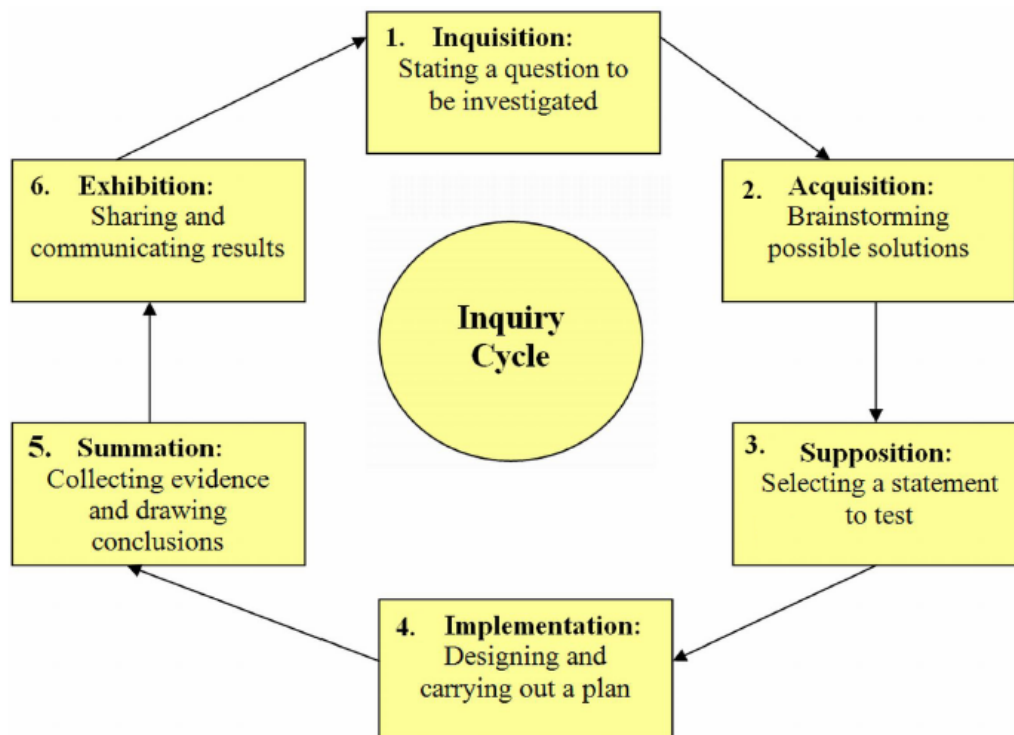 1. Inquisition:
Stating a question to
be investigated
2. Acquisition:
Brainstorming
possible solutions
3. Supposition:
Selecting a statement
to test
4. Implementation:
Designing and
carrying out a plan
5. Summation:
Collecting evidence
and drawing
conclusions
6. Exhibition:
Sharing and
communicating results
Inquiry
Cycle